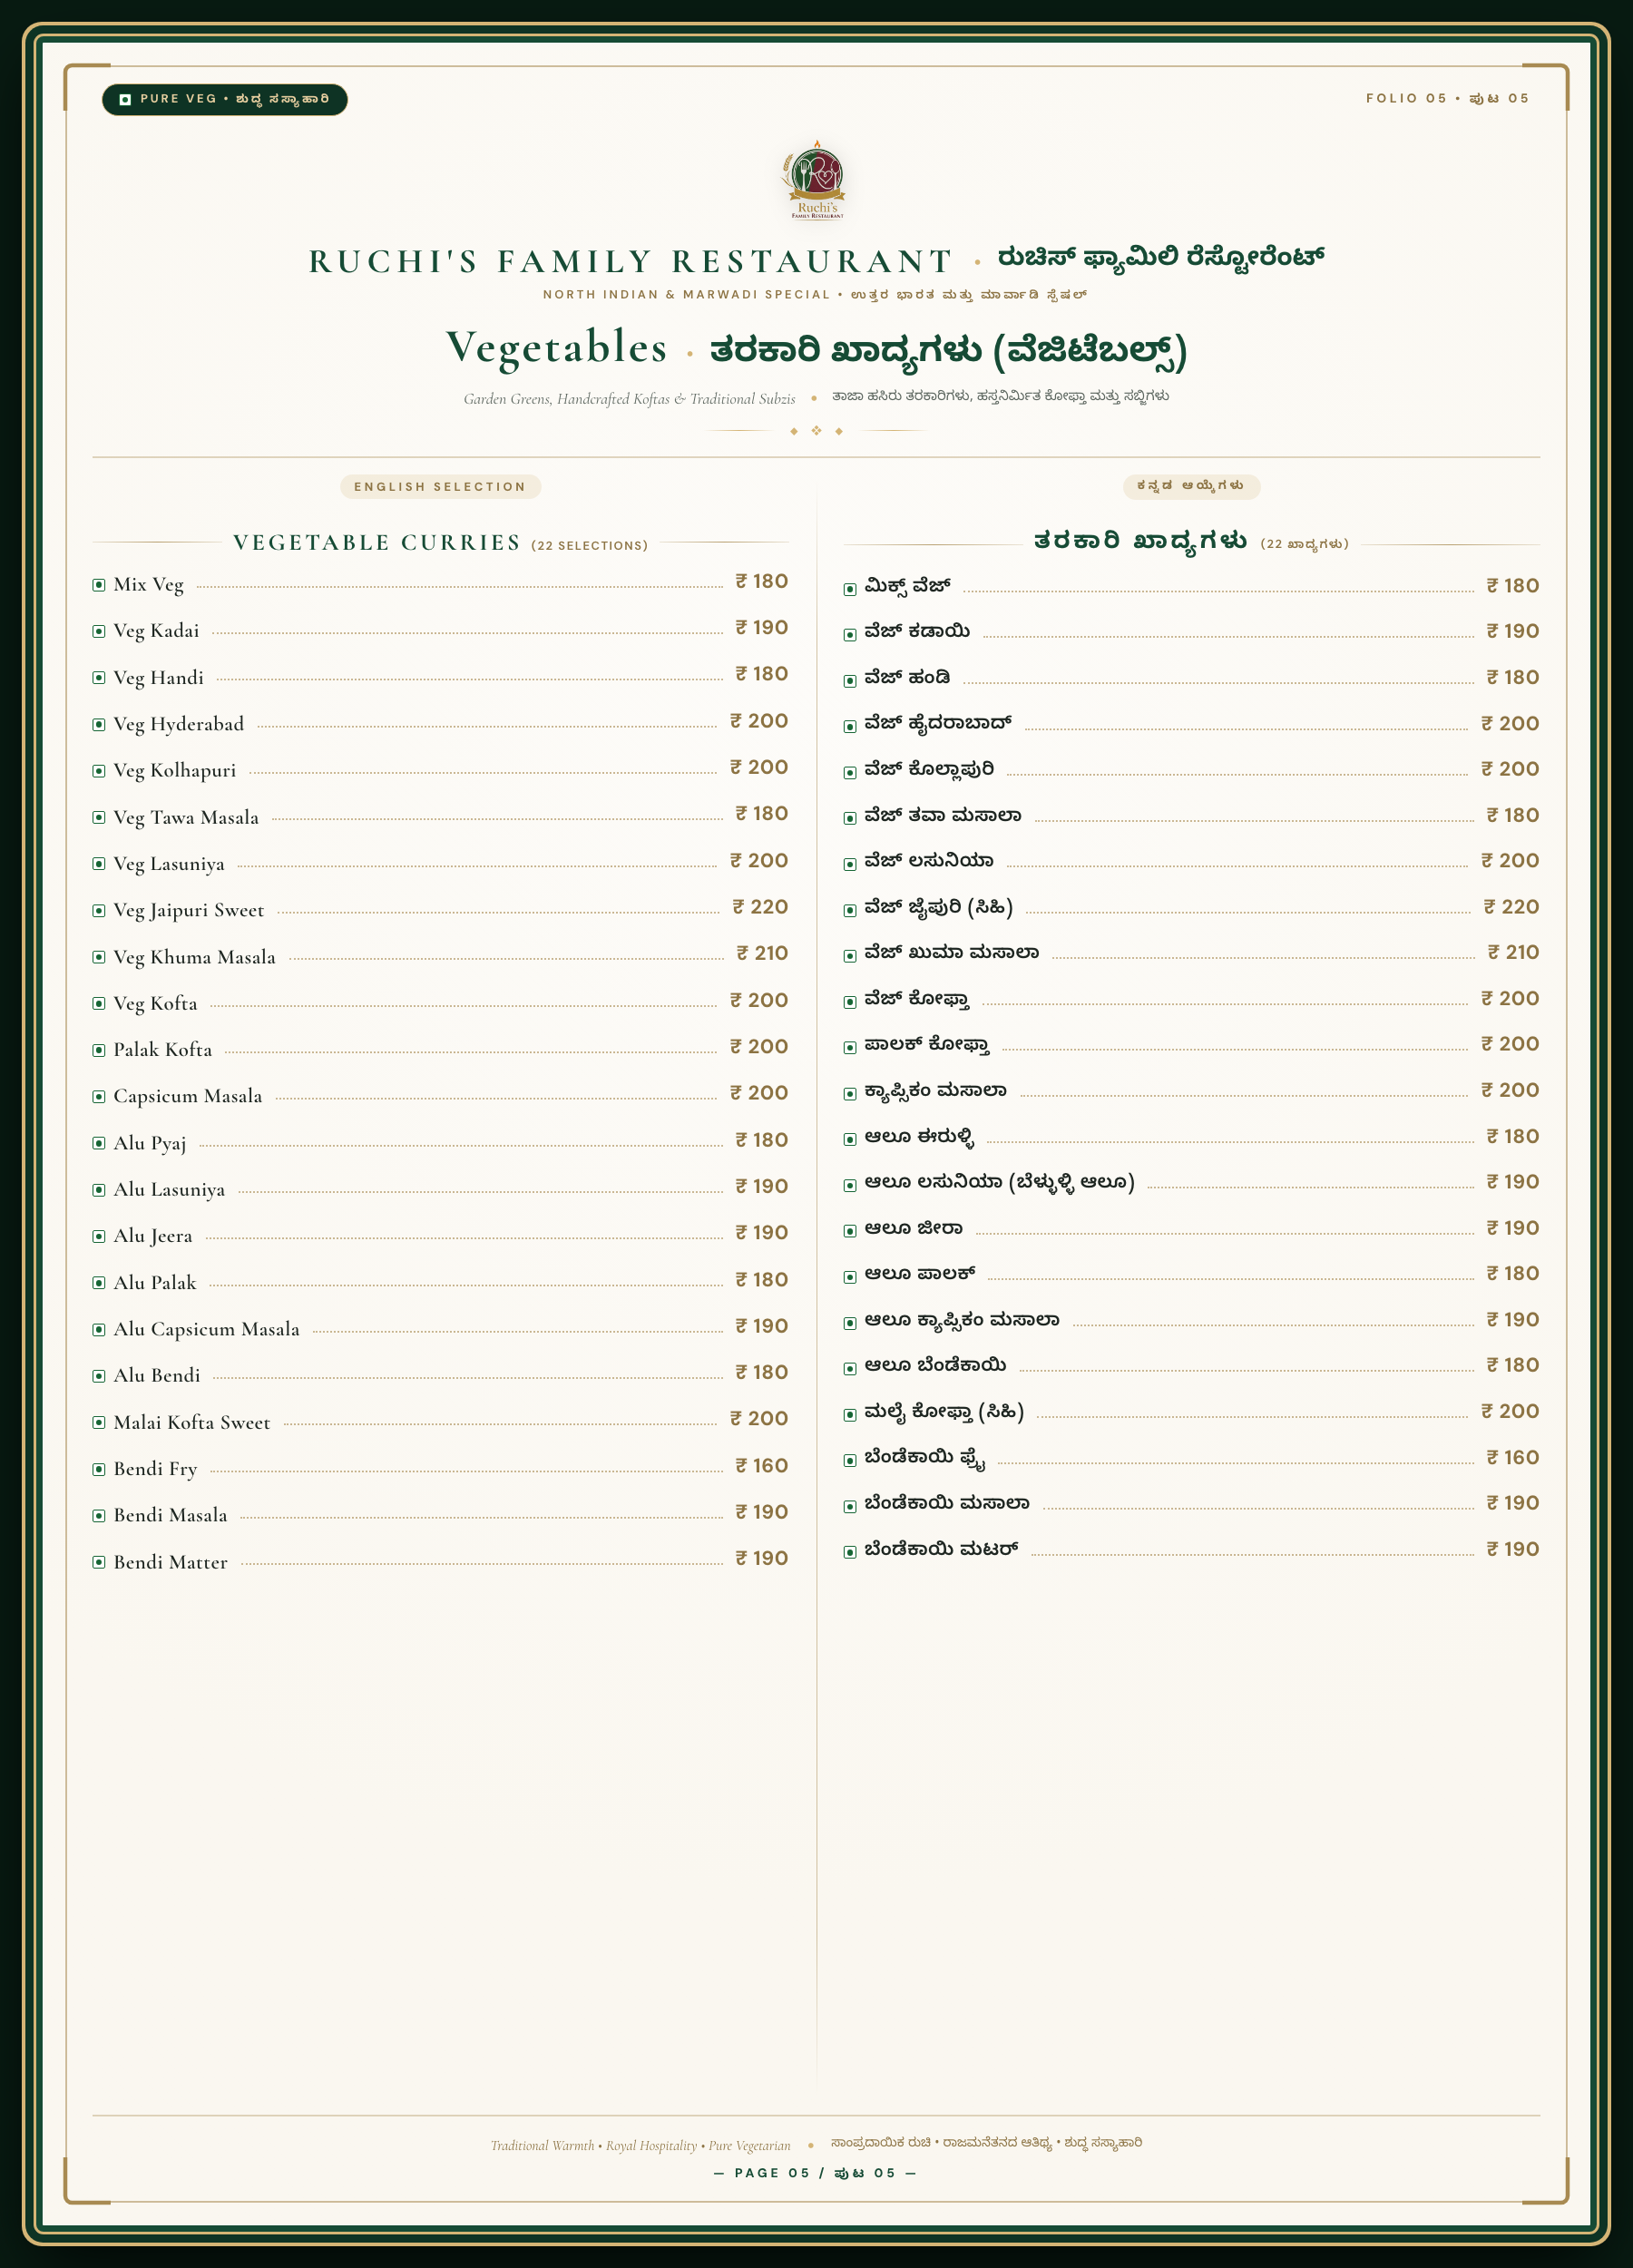 PURE VEG • ಶುದ್ಧ ಸಸ್ಯಾಹಾರಿ
FOLIO 05 • ಪುಟ 05
Ruchi's
FAMILY RESTAURANT
RUCHI'S FAMILY RESTAURANT • ರುಚಿಸ್ ಫ್ಯಾಮಿಲಿ ರೆಸ್ಟೋರೆಂಟ್
NORTH INDIAN & MARWADI SPECIAL • ಉತ್ತರ ಭಾರತ ಮತ್ತು ಮಾರ್ವಾಡಿ ಸ್ಪೆಷಲ್
Vegetables • ತರಕಾರಿ ಖಾದ್ಯಗಳು (ವೆಜಿಟೆಬಲ್ಸ್)
Garden Greens, Handcrafted Koftas & Traditional Subzis • ತಾಜಾ ಹಸಿರು ತರಕಾರಿಗಳು, ಹಸ್ತನಿರ್ಮಿತ ಕೋಫ್ತಾ ಮತ್ತು ಸಬ್ಜಿಗಳು
ENGLISH SELECTION
VEGETABLE CURRIES (22 SELECTIONS)
Mix Veg ₹ 180
Veg Kadai ₹ 190
Veg Handi ₹ 180
Veg Hyderabad ₹ 200
Veg Kolhapuri ₹ 200
Veg Tawa Masala ₹ 180
Veg Lasuniya ₹ 200
Veg Jaipuri Sweet ₹ 220
Veg Khuma Masala ₹ 210
Veg Kofta ₹ 200
Palak Kofta ₹ 200
Capsicum Masala ₹ 200
Alu Pyaj ₹ 180
Alu Lasuniya ₹ 190
Alu Jeera ₹ 190
Alu Palak ₹ 180
Alu Capsicum Masala ₹ 190
Alu Bendi ₹ 180
Malai Kofta Sweet ₹ 200
Bendi Fry ₹ 160
Bendi Masala ₹ 190
Bendi Matter ₹ 190
ಕನ್ನಡ ಆಯ್ಕೆಗಳು
ತರಕಾರಿ ಖಾದ್ಯಗಳು (22 ಖಾದ್ಯಗಳು)
ಮಿಕ್ಸ್ ವೆಜ್ ₹ 180
ವೆಜ್ ಕಡಾಯಿ ₹ 190
ವೆಜ್ ಹಂಡಿ ₹ 180
ವೆಜ್ ಹೈದರಾಬಾದ್ ₹ 200
ವೆಜ್ ಕೊಲ್ಲಾಪುರಿ ₹ 200
ವೆಜ್ ತವಾ ಮಸಾಲಾ ₹ 180
ವೆಜ್ ಲಸುನಿಯಾ ₹ 200
ವೆಜ್ ಜೈಪುರಿ (ಸಿಹಿ) ₹ 220
ವೆಜ್ ಖುಮಾ ಮಸಾಲಾ ₹ 210
ವೆಜ್ ಕೋಫ್ತಾ ₹ 200
ಪಾಲಕ್ ಕೋಫ್ತಾ ₹ 200
ಕ್ಯಾಪ್ಸಿಕಂ ಮಸಾಲಾ ₹ 200
ಆಲೂ ಈರುಳ್ಳಿ ₹ 180
ಆಲೂ ಲಸುನಿಯಾ (ಬೆಳ್ಳುಳ್ಳಿ ಆಲೂ) ₹ 190
ಆಲೂ ಜೀರಾ ₹ 190
ಆಲೂ ಪಾಲಕ್ ₹ 180
ಆಲೂ ಕ್ಯಾಪ್ಸಿಕಂ ಮಸಾಲಾ ₹ 190
ಆಲೂ ಬೆಂಡೆಕಾಯಿ ₹ 180
ಮಲೈ ಕೋಫ್ತಾ (ಸಿಹಿ) ₹ 200
ಬೆಂಡೆಕಾಯಿ ಫ್ರೈ ₹ 160
ಬೆಂಡೆಕಾಯಿ ಮಸಾಲಾ ₹ 190
ಬೆಂಡೆಕಾಯಿ ಮಟರ್ ₹ 190
Traditional Warmth • Royal Hospitality • Pure Vegetarian • ಸಾಂಪ್ರದಾಯಿಕ ರುಚಿ • ರಾಜಮನೆತನದ ಆತಿಥ್ಯ • ಶುದ್ಧ ಸಸ್ಯಾಹಾರಿ
— PAGE 05 / ಪುಟ 05 —